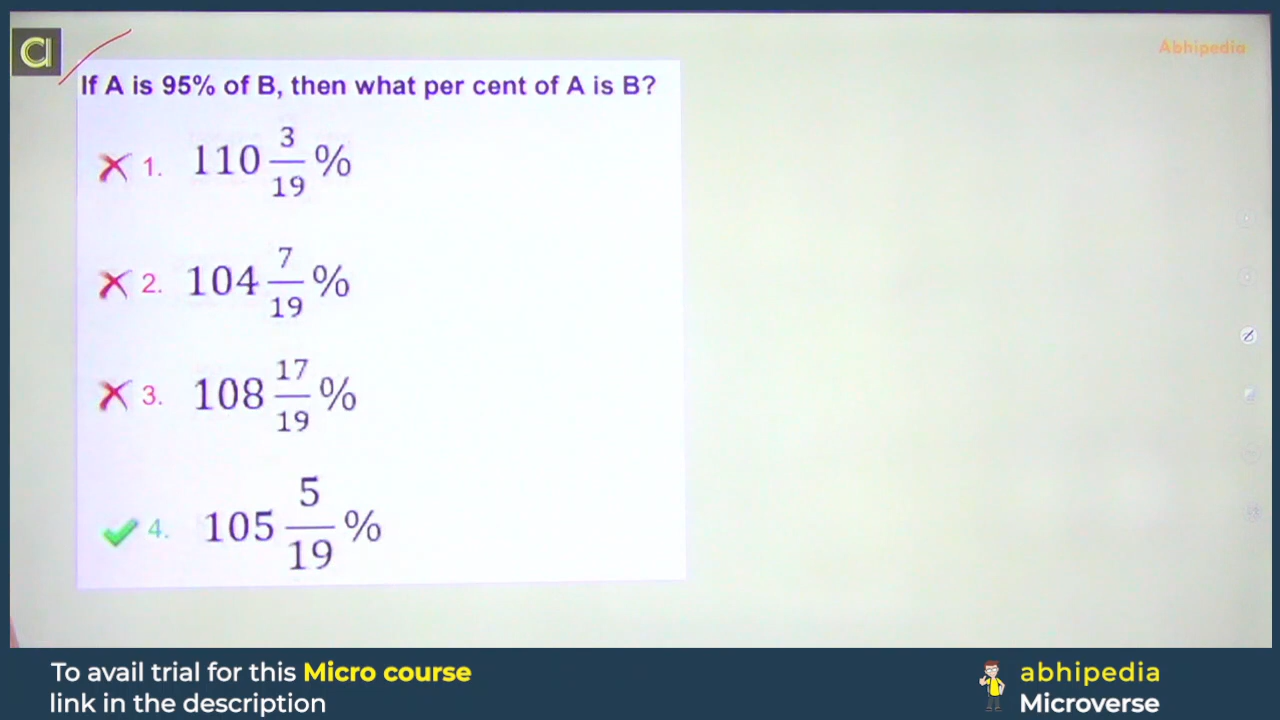 Abhipedia
If A is 95% of B, then what per cent of A is B?
1. 110 3/19 %
2. 104 7/19 %
3. 108 17/19 %
4. 105 5/19 %
To avail trial for this Micro course
link in the description
abhipedia
Microverse